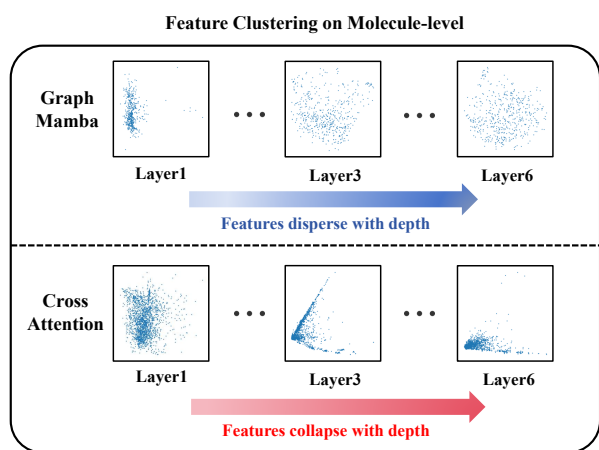 Feature Clustering on Molecule-level
Graph
Mamba
Layer1
Layer3
Layer6
Features disperse with depth
Cross
Attention
Layer1
Layer3
Layer6
Features collapse with depth